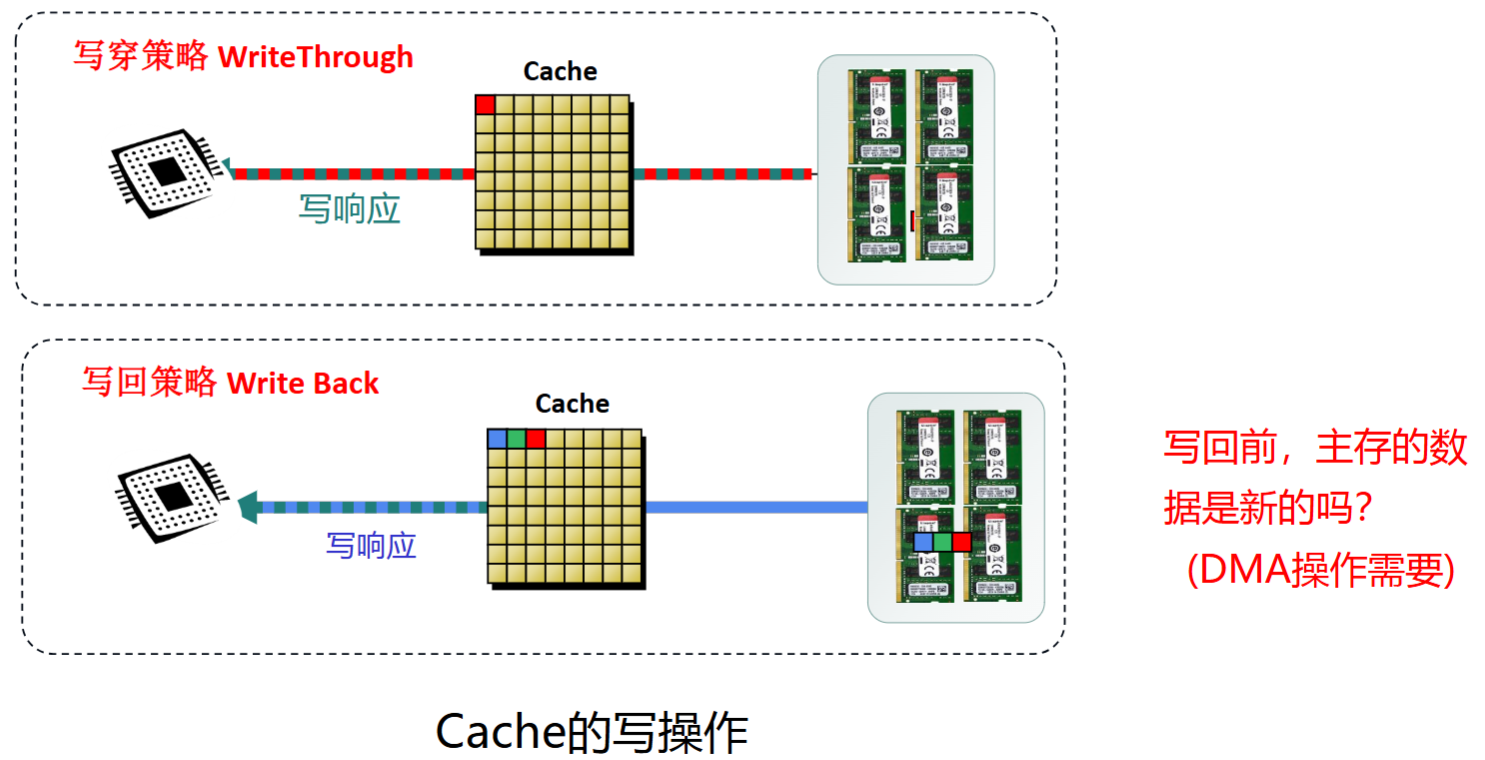 写穿策略 WriteThrough
Cache
写响应
写回策略 Write Back
Cache
写响应
写回前，主存的数
据是新的吗？
(DMA操作需要)
Cache的写操作